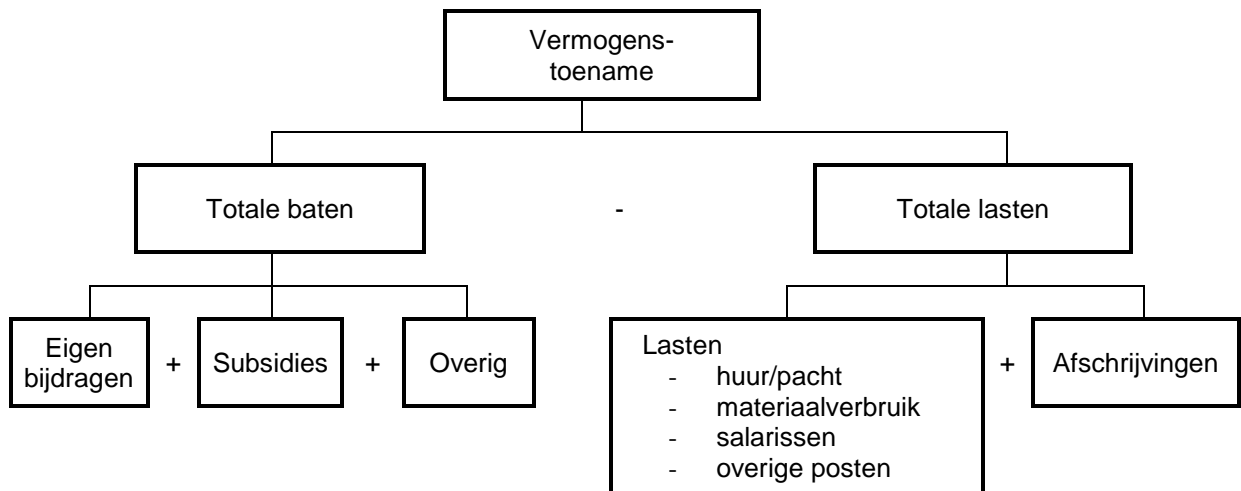 Vermogens-
toename
Totale baten
-
Totale lasten
Eigen
bijdragen
+
Subsidies
+
Overig
Lasten
- huur/pacht
- materiaalverbruik
- salarissen
- overige posten
+
Afschrijvingen